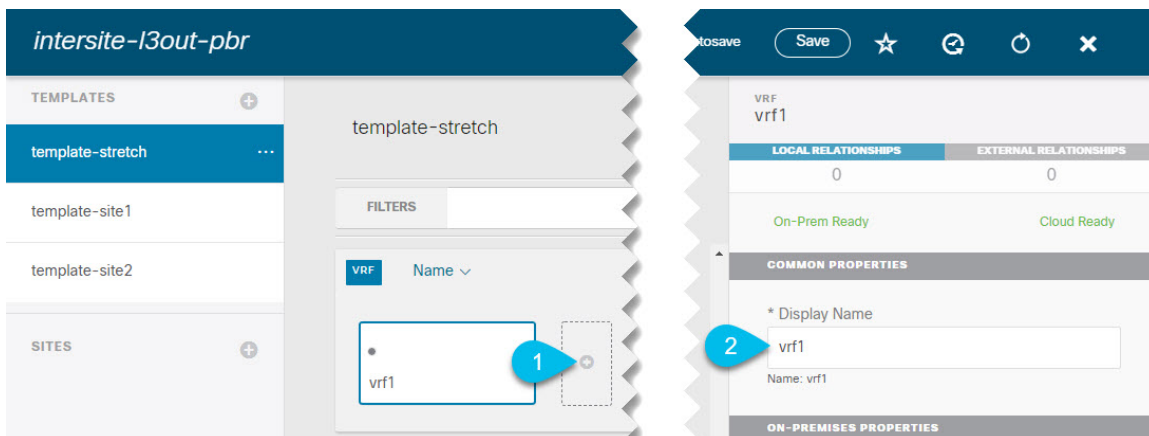 intersite-l3out-pbr
TEMPLATES
template-stretch
template-site1
template-site2
SITES
template-stretch
FILTERS
VRF Name
vrf1
1
tosave Save
VRF
vrf1
LOCAL RELATIONSHIPS EXTERNAL RELATIONSHIPS
0 0
On-Prem Ready Cloud Ready
COMMON PROPERTIES
* Display Name
2 vrf1
Name: vrf1
ON-PREMISES PROPERTIES